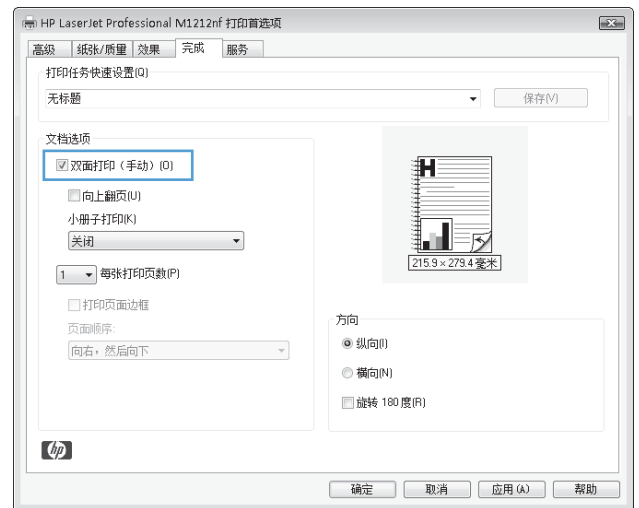 HP LaserJet Professional M1212nf 打印首选项
高级 纸张/质量 效果 完成 服务
打印任务快速设置(Q)
无标题 保存(V)
文档选项
双面打印（手动）(O)
向上翻页(U)
小册子打印(K)
关闭
1 每张打印页数(P)
打印页面边框
页面顺序:
向右，然后向下
H
215.9 × 279.4 毫米
方向
纵向(I)
横向(N)
旋转 180 度(R)
hp
确定 取消 应用(A) 帮助